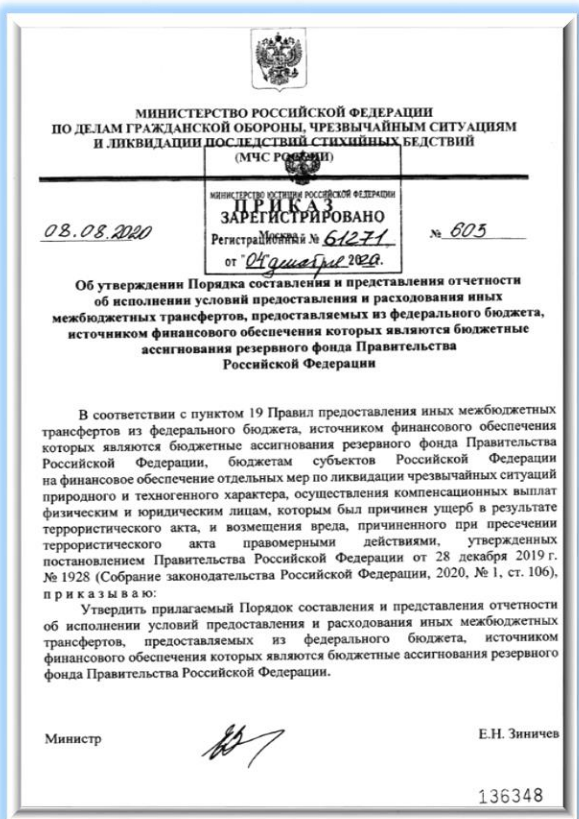 МИНИСТЕРСТВО РОССИЙСКОЙ ФЕДЕРАЦИИ
ПО ДЕЛАМ ГРАЖДАНСКОЙ ОБОРОНЫ, ЧРЕЗВЫЧАЙНЫМ СИТУАЦИЯМ
И ЛИКВИДАЦИИ ПОСЛЕДСТВИЙ СТИХИЙНЫХ БЕДСТВИЙ
(МЧС РОССИИ)
МИНИСТЕРСТВО ЮСТИЦИИ РОССИЙСКОЙ ФЕДЕРАЦИИ
ПРИКАЗ
ЗАРЕГИСТРИРОВАНО
Москва
08.08.2020
Регистрационный № 61271
№ 603
от "04" декабря 2020.
Об утверждении Порядка составления и представления отчетности
об исполнении условий предоставления и расходования иных
межбюджетных трансфертов, предоставляемых из федерального бюджета,
источником финансового обеспечения которых являются бюджетные
ассигнования резервного фонда Правительства
Российской Федерации
В соответствии с пунктом 19 Правил предоставления иных межбюджетных
трансфертов из федерального бюджета, источником финансового обеспечения
которых являются бюджетные ассигнования резервного фонда Правительства
Российской Федерации, бюджетам субъектов Российской Федерации
на финансовое обеспечение отдельных мер по ликвидации чрезвычайных ситуаций
природного и техногенного характера, осуществления компенсационных выплат
физическим и юридическим лицам, которым был причинен ущерб в результате
террористического акта, и возмещения вреда, причиненного при пресечении
террористического акта правомерными действиями, утвержденных
постановлением Правительства Российской Федерации от 28 декабря 2019 г.
№ 1928 (Собрание законодательства Российской Федерации, 2020, № 1, ст. 106),
п р и к а з ы в а ю:
Утвердить прилагаемый Порядок составления и представления отчетности
об исполнении условий предоставления и расходования иных межбюджетных
трансфертов, предоставляемых из федерального бюджета, источником
финансового обеспечения которых являются бюджетные ассигнования резервного
фонда Правительства Российской Федерации.
Министр
Е.Н. Зиничев
136348